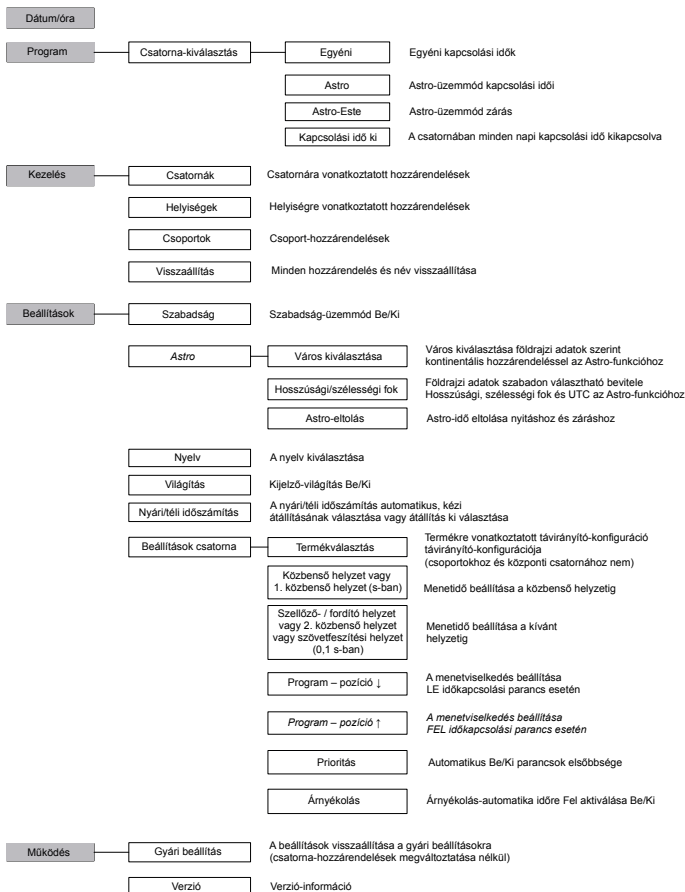 Dátum/óra
Program
Csatorna-kiválasztás
Egyéni
Egyéni kapcsolási idők
Astro
Astro-üzemmód kapcsolási idői
Astro-Este
Astro-üzemmód zárás
Kapcsolási idő ki
A csatornában minden napi kapcsolási idő kikapcsolva
Kezelés
Csatornák
Csatornára vonatkoztatott hozzárendelések
Helyiségek
Helyiségre vonatkoztatott hozzárendelések
Csoportok
Csoport-hozzárendelések
Visszaállítás
Minden hozzárendelés és név visszaállítása
Beállítások
Szabadság
Szabadság-üzemmód Be/Ki
Astro
Város kiválasztása
Város kiválasztása földrajzi adatok szerint
kontinentális hozzárendeléssel az Astro-funkcióhoz
Hosszúsági/szélességi fok
Földrajzi adatok szabadon választható bevitele
Hosszúsági, szélességi fok és UTC az Astro-funkcióhoz
Astro-eltolás
Astro-idő eltolása nyitáshoz és záráshoz
Nyelv
A nyelv kiválasztása
Világítás
Kijelző-világítás Be/Ki
Nyári/téli időszámítás
A nyári/téli időszámítás automatikus, kézi
átállításának választása vagy átállítás ki választása
Beállítások csatorna
Termékválasztás
Termékre vonatkoztatott távirányító-konfiguráció
távirányító-konfigurációja
(csoportokhoz és központi csatornához nem)
Közbenső helyzet vagy
1. közbenső helyzet (s-ban)
Menetidő beállítása a közbenső helyzetig
Szellőző- / fordító helyzet
vagy 2. közbenső helyzet
vagy szövetfeszítési helyzet
(0,1 s-ban)
Menetidő beállítása a kívánt
helyzetig
Program – pozíció ↓
A menetviselkedés beállítása
LE időkapcsolási parancs esetén
Program – pozíció ↑
A menetviselkedés beállítása
FEL időkapcsolási parancs esetén
Prioritás
Automatikus Be/Ki parancsok elsőbbsége
Árnyékolás
Árnyékolás-automatika időre Fel aktiválása Be/Ki
Működés
Gyári beállítás
A beállítások visszaállítása a gyári beállításokra
(csatorna-hozzárendelések megváltoztatása nélkül)
Verzió
Verzió-információ